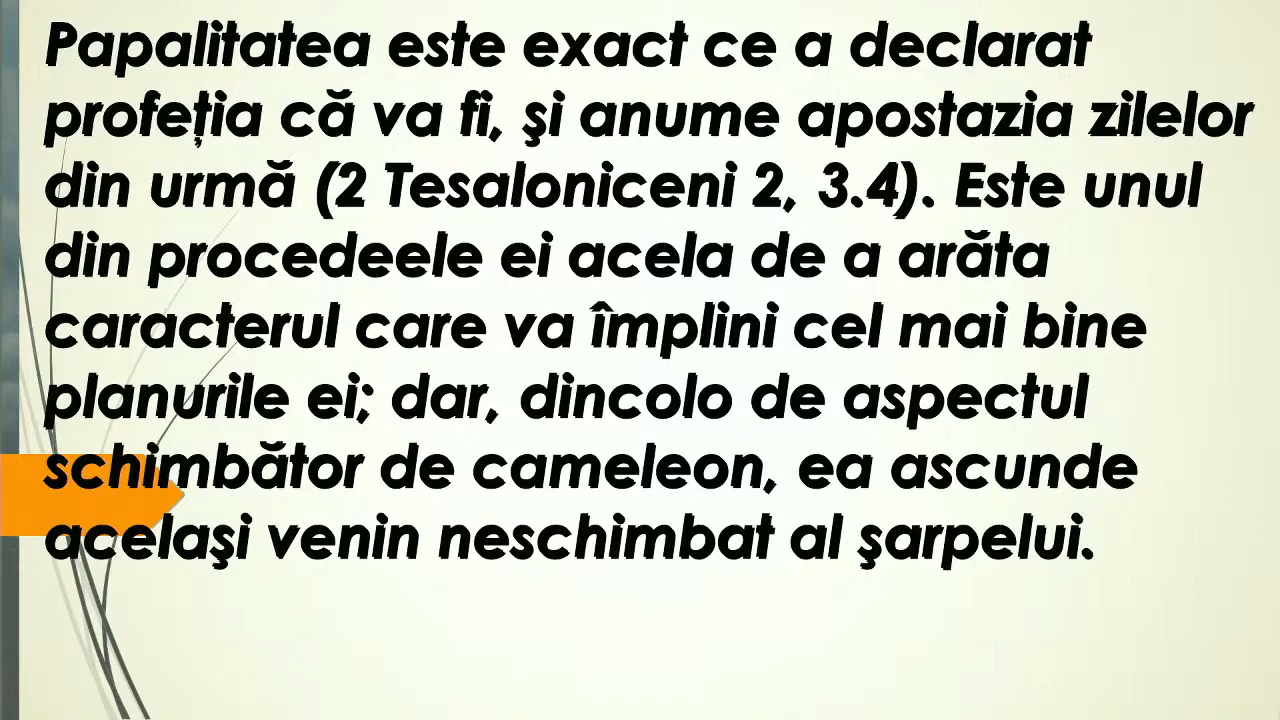 Papalitatea este exact ce a declarat
profeția că va fi, şi anume apostazia zilelor
din urmă (2 Tesaloniceni 2, 3.4). Este unul
din procedeele ei acela de a arăta
caracterul care va împlini cel mai bine
planurile ei; dar, dincolo de aspectul
schimbător de cameleon, ea ascunde
acelaşi venin neschimbat al şarpelui.